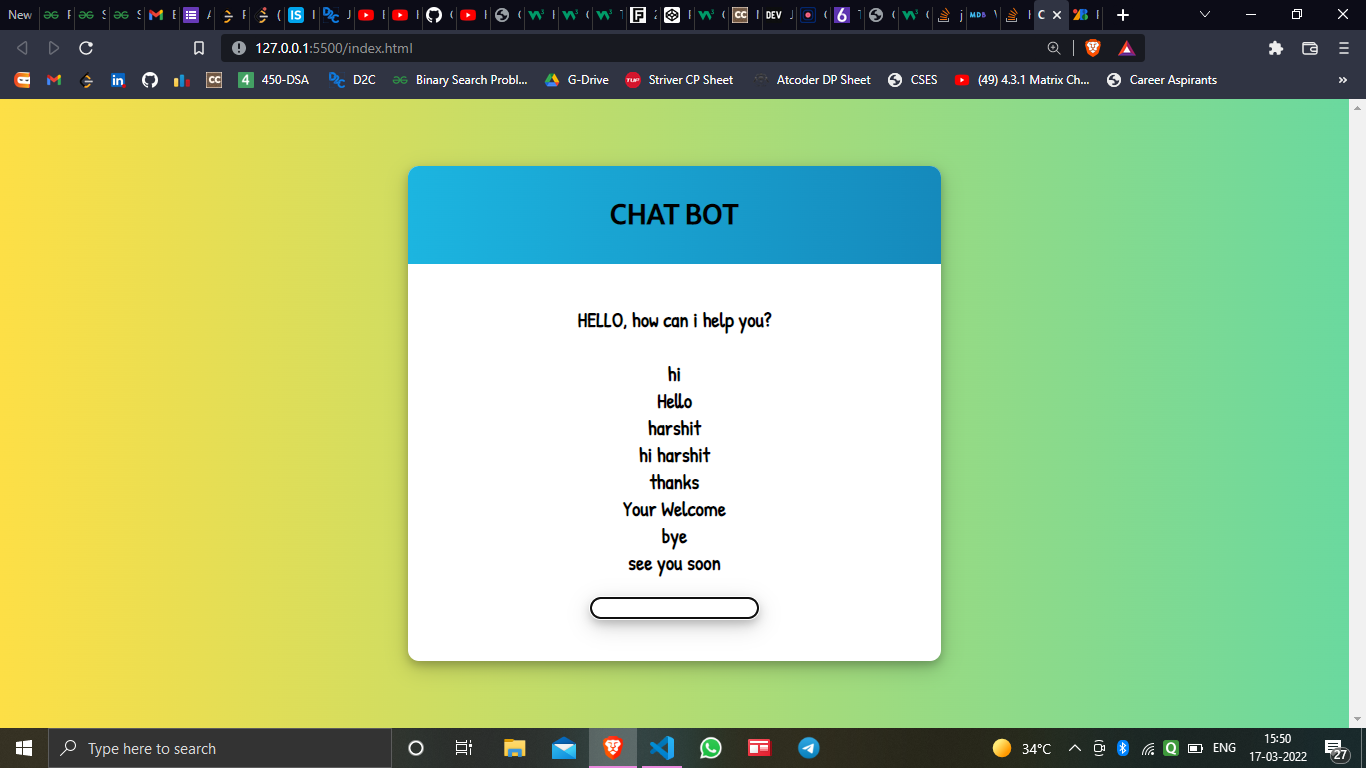 New
127.0.0.1:5500/index.html
450-DSA
D2C
Binary Search Probl...
G-Drive
Striver CP Sheet
Atcoder DP Sheet
CSES
(49) 4.3.1 Matrix Ch...
Career Aspirants
CHAT BOT
HELLO, how can i help you?
hi
Hello
harshit
hi harshit
thanks
Your Welcome
bye
see you soon
Type here to search
34°C
ENG
15:50
17-03-2022
27